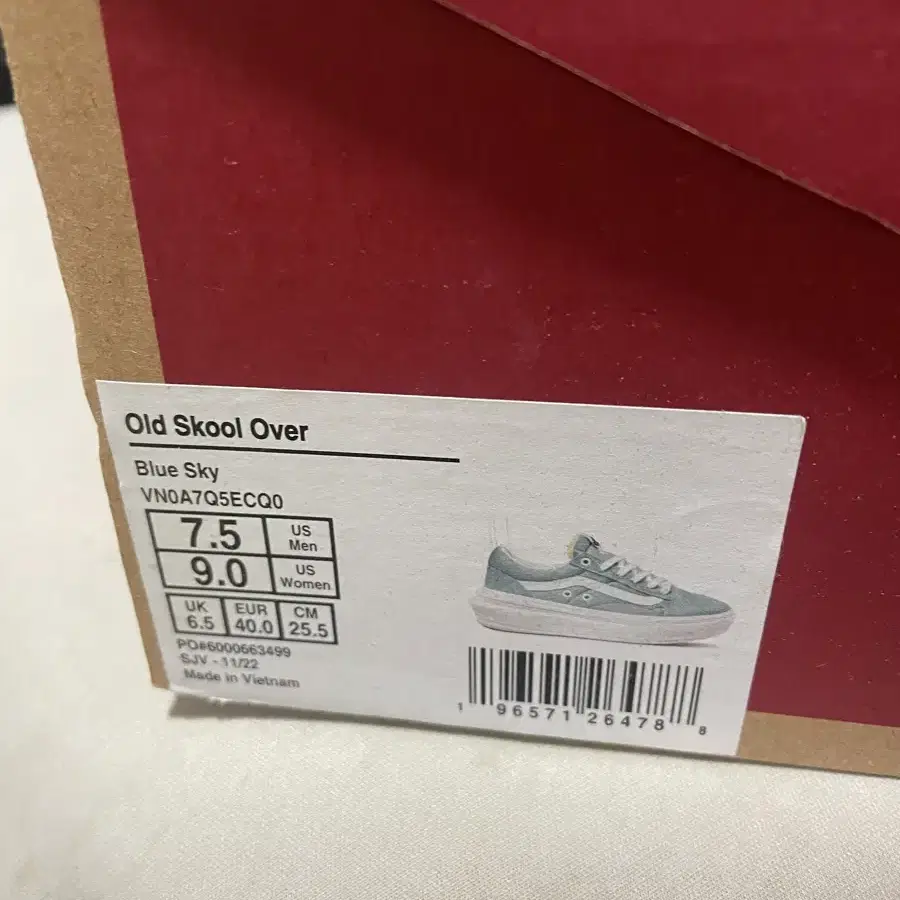 Old Skool Over
Blue Sky
VN0A7Q5ECQ0
7.5 US Men
9.0 US Women
UK EUR CM
6.5 40.0 25.5
PO#6000663499
SJV - 11/22
Made in Vietnam
1 96571 26478 8